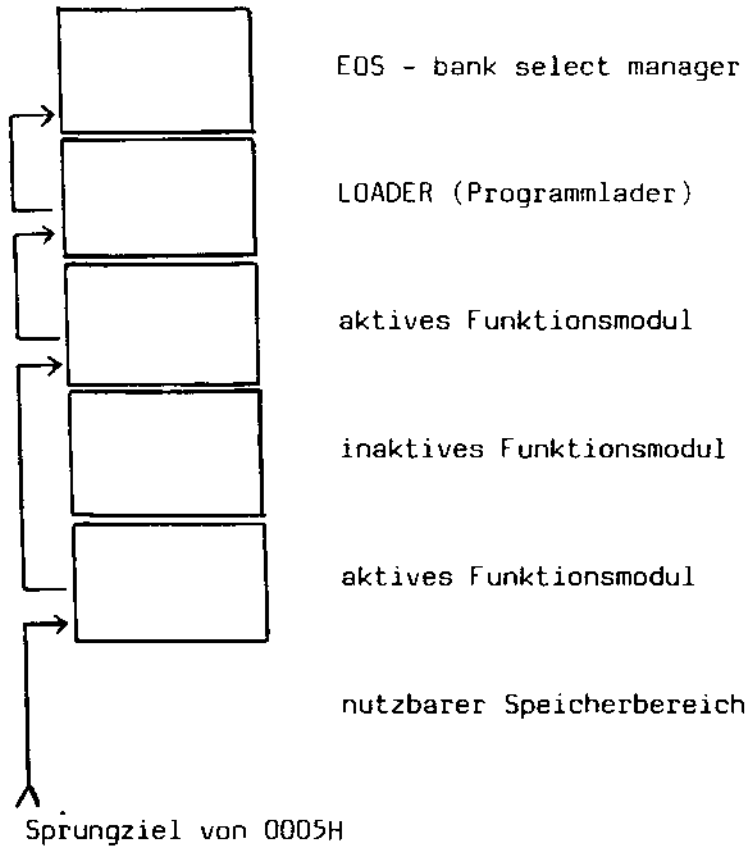 EOS - bank select manager
LOADER (Programmlader)
aktives Funktionsmodul
inaktives Funktionsmodul
aktives Funktionsmodul
nutzbarer Speicherbereich
Sprungziel von 0005H